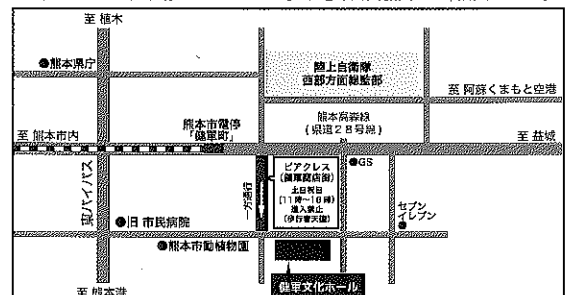 至 植木
●熊本県庁
陸上自衛隊
西部方面総監部
至 阿蘇くまもと空港
熊本高森線
(県道28号線)
熊本市電停
「健軍町」
至 熊本市内
至 益城
東バイパス
一方通行
ピアクレス
(健軍商店街)
土日祝日
(11時〜18時)
進入禁止
(歩行者天国)
●GS
セブン
イレブン
●旧 市民病院
●熊本市動植物園
健軍文化ホール
至 熊本港